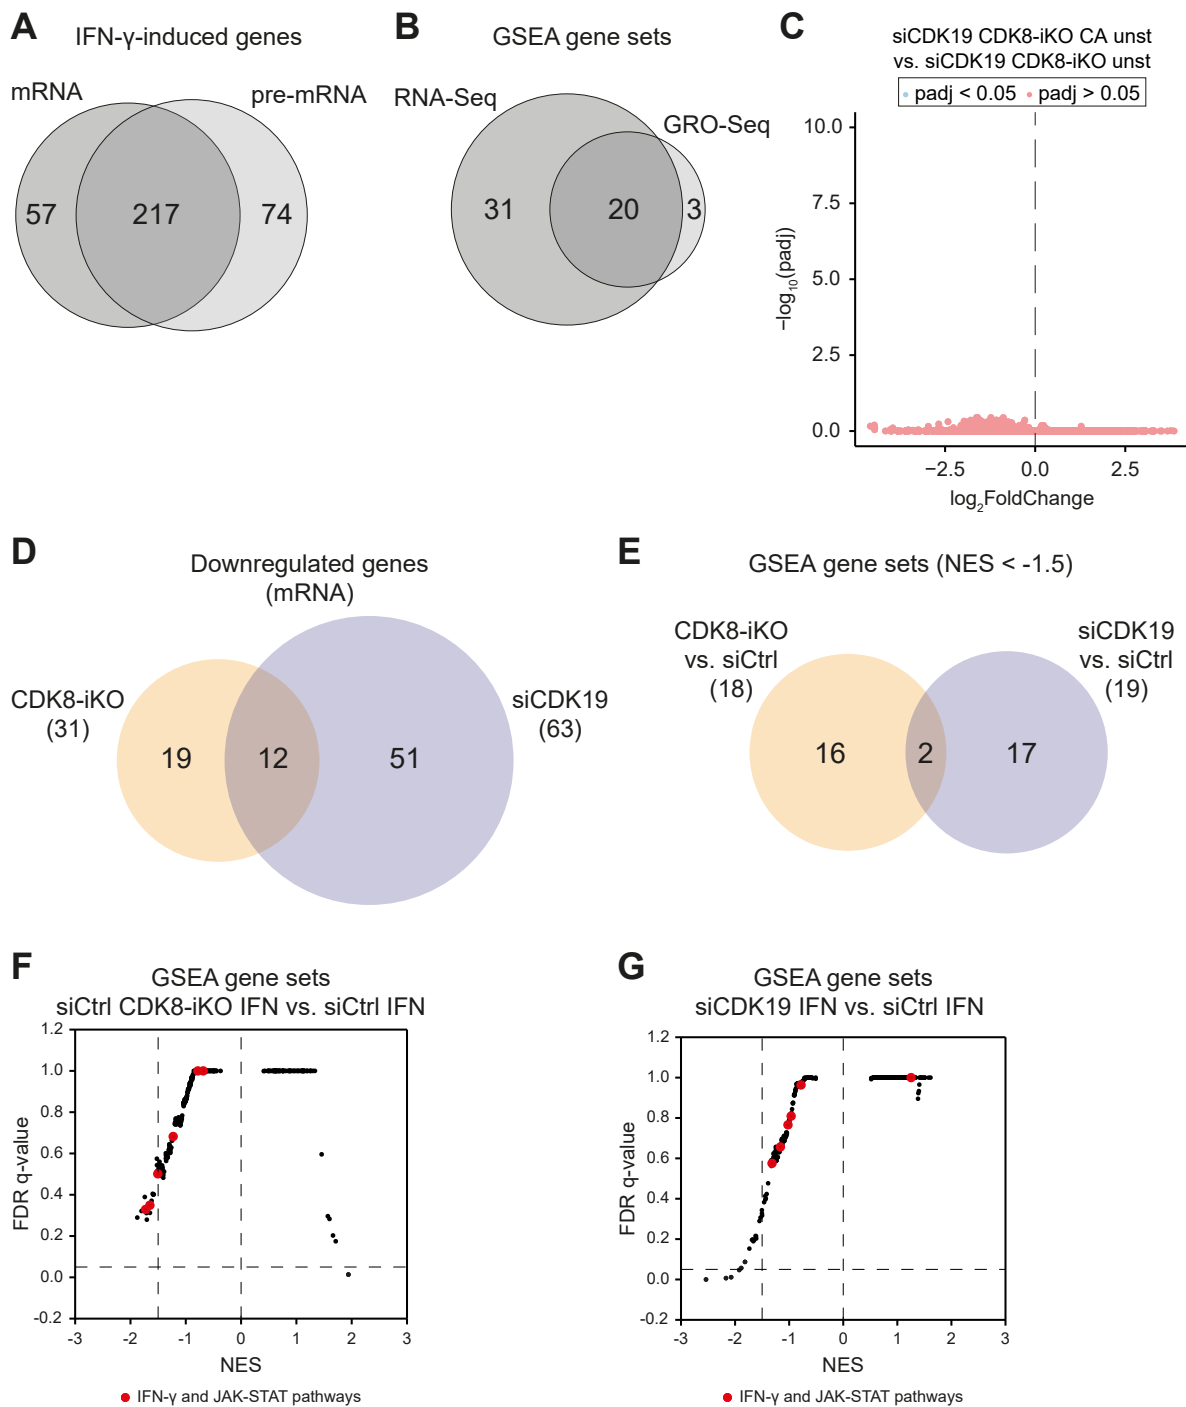 A
IFN-γ-induced genes
mRNA
pre-mRNA
57
217
74
B
GSEA gene sets
RNA-Seq
GRO-Seq
31
20
3
C
siCDK19 CDK8-iKO CA unst
vs. siCDK19 CDK8-iKO unst
padj < 0.05 padj > 0.05
10.0
7.5
5.0
2.5
0.0
−log10(padj)
−2.5 0.0 2.5
log2FoldChange
D
Downregulated genes
(mRNA)
CDK8-iKO
(31)
siCDK19
(63)
19
12
51
E
GSEA gene sets (NES < -1.5)
CDK8-iKO
vs. siCtrl
(18)
siCDK19
vs. siCtrl
(19)
16
2
17
F
GSEA gene sets
siCtrl CDK8-iKO IFN vs. siCtrl IFN
1.2
1.0
0.8
0.6
0.4
0.2
0.0
-0.2
FDR q-value
-3 -2 -1 0 1 2 3
NES
IFN-γ and JAK-STAT pathways
G
GSEA gene sets
siCDK19 IFN vs. siCtrl IFN
1.2
1.0
0.8
0.6
0.4
0.2
0.0
-0.2
FDR q-value
-3 -2 -1 0 1 2 3
NES
IFN-γ and JAK-STAT pathways